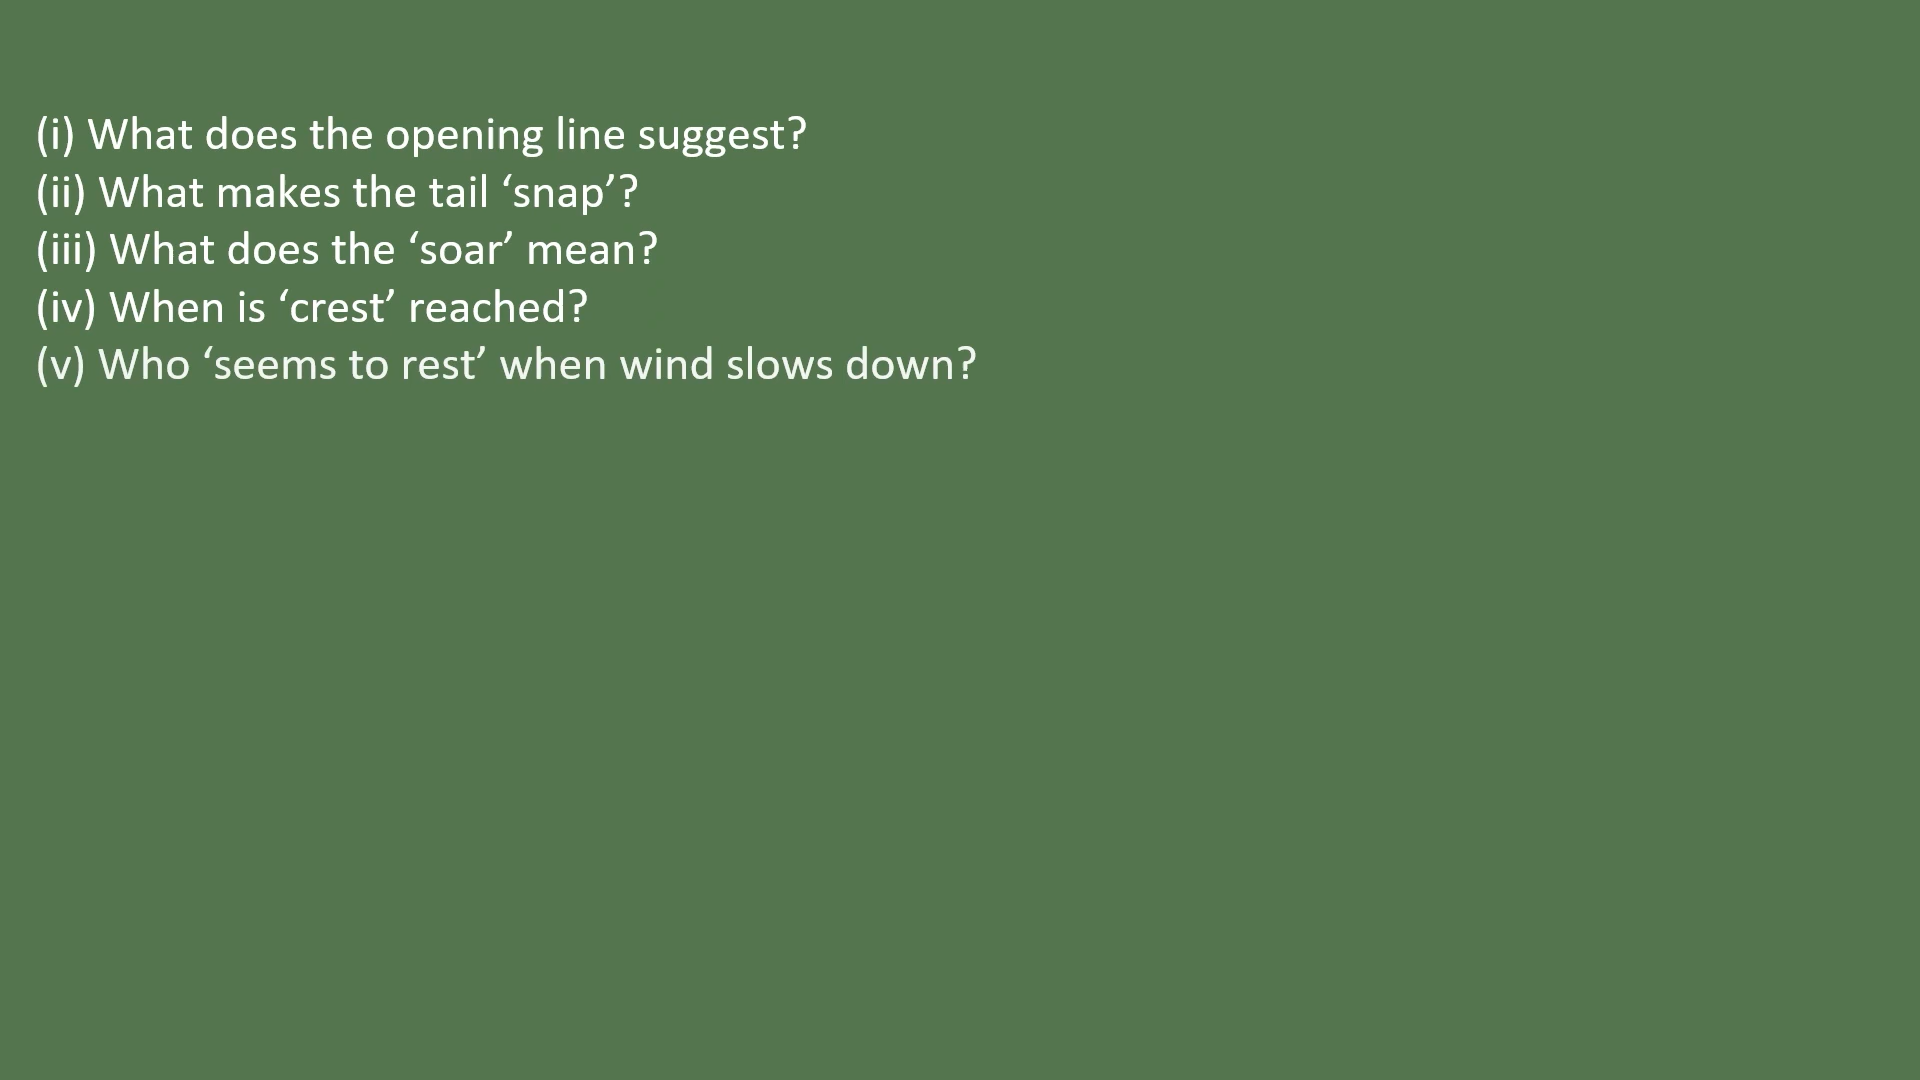 (i) What does the opening line suggest?
(ii) What makes the tail ‘snap’?
(iii) What does the ‘soar’ mean?
(iv) When is ‘crest’ reached?
(v) Who ‘seems to rest’ when wind slows down?